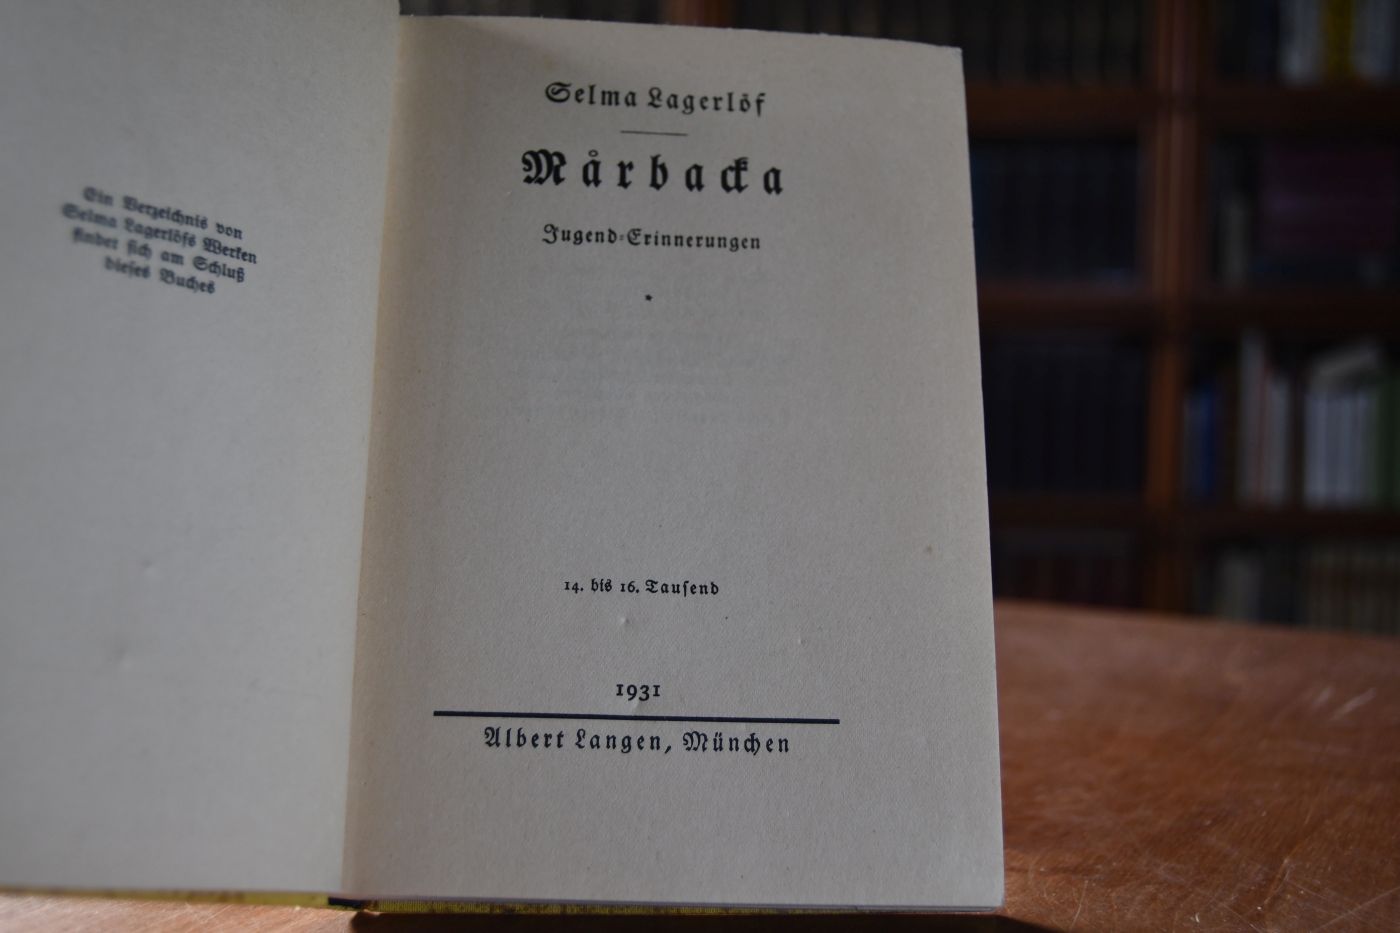 Ein Verzeichnis von
Selma Lagerlöfs Werken
findet sich am Schluß
dieses Buches
Selma Lagerlöf
Mårbacka
Jugend-Erinnerungen
14. bis 16. Tausend
1931
Albert Langen, München